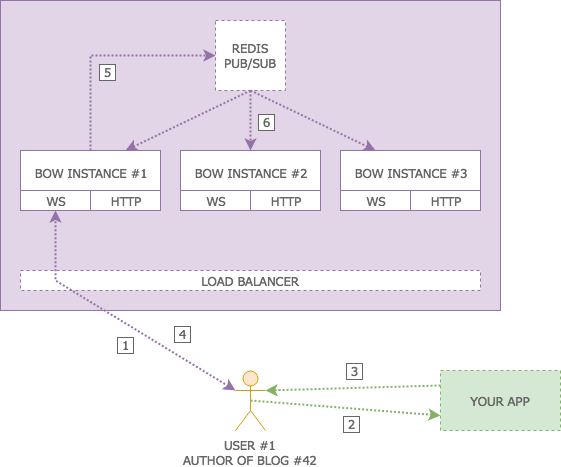 REDIS
PUB/SUB
5
6
BOW INSTANCE #1
WS
HTTP
BOW INSTANCE #2
WS
HTTP
BOW INSTANCE #3
WS
HTTP
LOAD BALANCER
4
1
3
2
YOUR APP
USER #1
AUTHOR OF BLOG #42